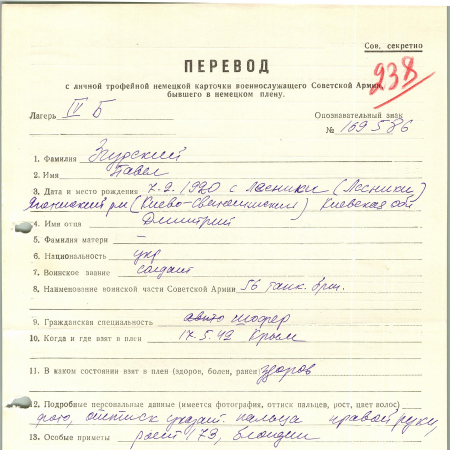 Сов. секретно
238
ПЕРЕВОД
с личной трофейной немецкой карточки военнослужащего Советской Армии,
бывшего в немецком плену.
Лагерь IV Б
Опознавательный знак
№ 169586
1. Фамилия Згурский
2. Имя Павел
3. Дата и место рождения 7.9.1920 с Лясники (Лесники)
р-н (Киево-Святошинский) Киевская обл
4. Имя отца Дмитрий
5. Фамилия матери —
6. Национальность укр
7. Воинское звание солдат
8. Наименование воинской части Советской Армии 56 танк. бриг.
9. Гражданская специальность шофер
10. Когда и где взят в плен 17.5.42 Крым
11. В каком состоянии взят в плен (здоров, болен, ранен) здоров
12. Подробные персональные данные (имеется фотография, оттиск пальцев, рост, цвет волос)
фото, оттиск указат. пальца правой руки,
13. Особые приметы рост 173, блондин